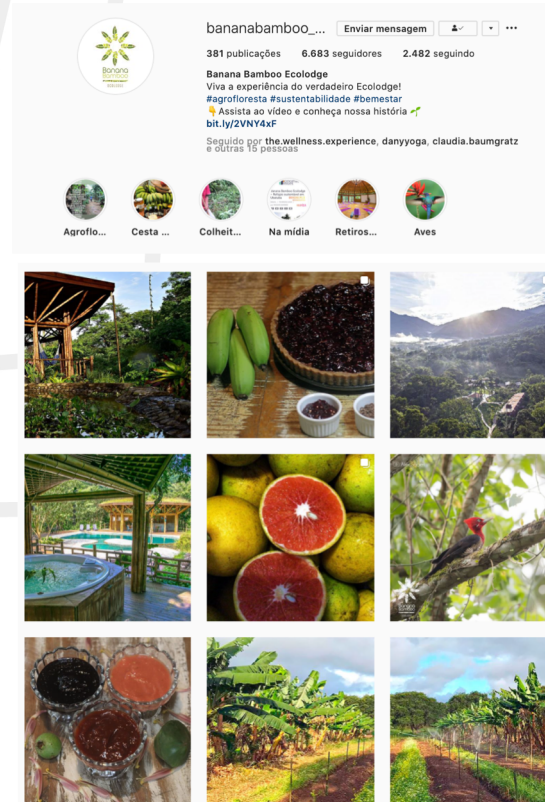 bananabamboo_... Enviar mensagem
381 publicações 6.683 seguidores 2.482 seguindo
Banana Bamboo Ecolodge
Viva a experiência do verdadeiro Ecolodge!
#agrofloresta #sustentabilidade #bemestar
👇Assista ao vídeo e conheça nossa história 🌱
bit.ly/2VNY4xF
Seguido por the.wellness.experience, danyyoga, claudia.baumgratz
e outras 15 pessoas
Banana
Bamboo
Agroflo... Cesta ... Colheit... Na mídia Retiros... Aves